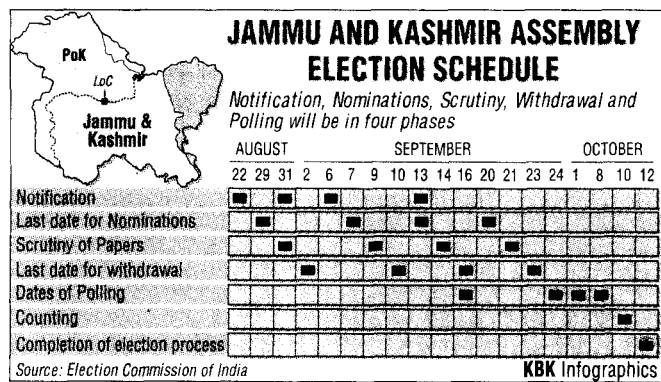 JAMMU AND KASHMIR ASSEMBLY
ELECTION SCHEDULE
Notification, Nominations, Scrutiny, Withdrawal and
Polling will be in four phases
PoK
LoC
Jammu &
Kashmir
AUGUST SEPTEMBER OCTOBER
22 29 31 2 6 7 9 10 13 14 16 20 21 23 24 1 8 10 12
Notification
Last date for Nominations
Scrutiny of Papers
Last date for withdrawal
Dates of Polling
Counting
Completion of election process
Source: Election Commission of India
KBK Infographics